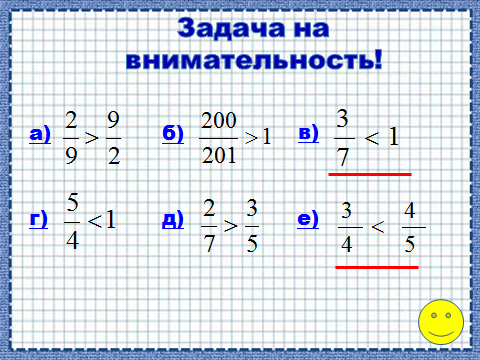 Задача на
внимательность!
а) 2/9 > 9/2 б) 200/201 > 1 в) 3/7 < 1
г) 5/4 < 1 д) 2/7 > 3/5 е) 3/4 < 4/5